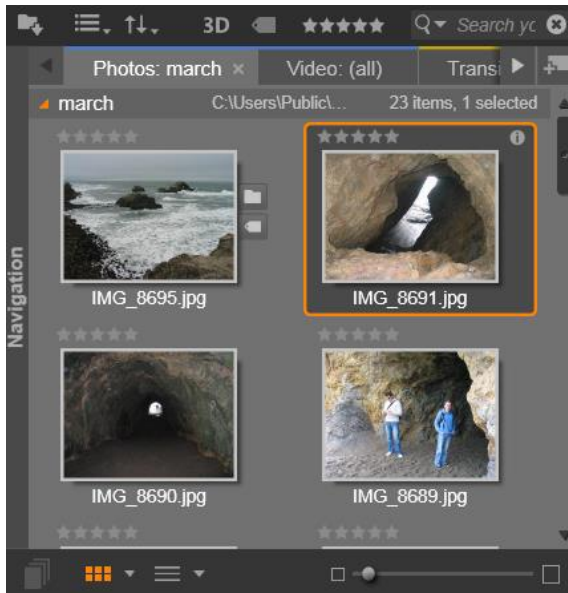 3D Search yc
Photos: march × Video: (all) Transi
march C:\Users\Public\... 23 items, 1 selected
IMG_8695.jpg IMG_8691.jpg
Navigation
IMG_8690.jpg IMG_8689.jpg